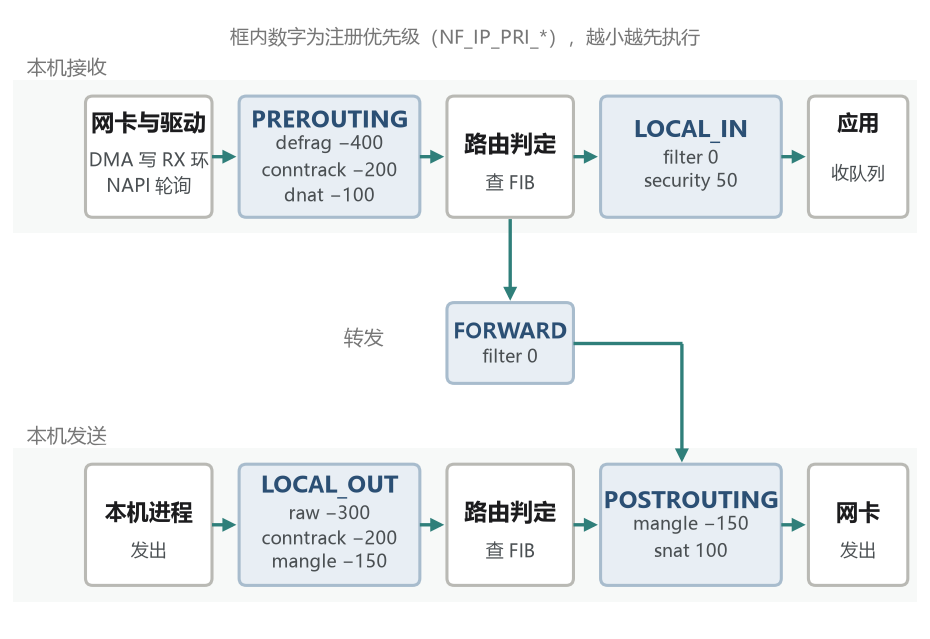 框内数字为注册优先级（NF_IP_PRI_*），越小越先执行
本机接收
网卡与驱动
DMA 写 RX 环
NAPI 轮询
PREROUTING
defrag −400
conntrack −200
dnat −100
路由判定
查 FIB
LOCAL_IN
filter 0
security 50
应用
收队列
转发
FORWARD
filter 0
本机发送
本机进程
发出
LOCAL_OUT
raw −300
conntrack −200
mangle −150
路由判定
查 FIB
POSTROUTING
mangle −150
snat 100
网卡
发出